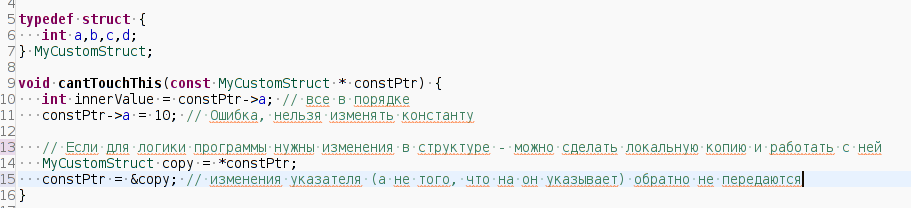 4
5 typedef struct {
6 int a,b,c,d;
7 } MyCustomStruct;
8
9 void cantTouchThis(const MyCustomStruct * constPtr) {
10 int innerValue = constPtr->a; // все в порядке
11 constPtr->a = 10; // Ошибка, нельзя изменять константу
12
13 // Если для логики программы нужны изменения в структуре - можно сделать локальную копию и работать с ней
14 MyCustomStruct copy = *constPtr;
15 constPtr = &copy; // изменения указателя (а не того, что на он указывает) обратно не передаются
16 }